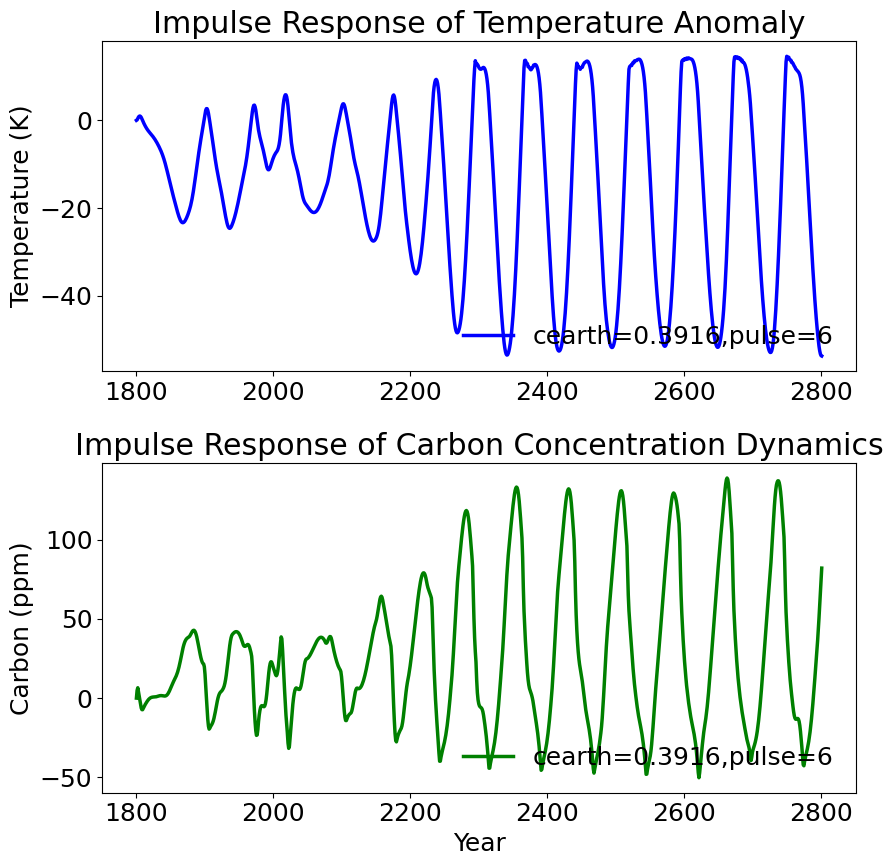 Impulse Response of Temperature Anomaly
Temperature (K)
0
−20
−40
cearth=0.3916,pulse=6
1800 2000 2200 2400 2600 2800
Impulse Response of Carbon Concentration Dynamics
Carbon (ppm)
100
50
0
−50
cearth=0.3916,pulse=6
1800 2000 2200 2400 2600 2800
Year